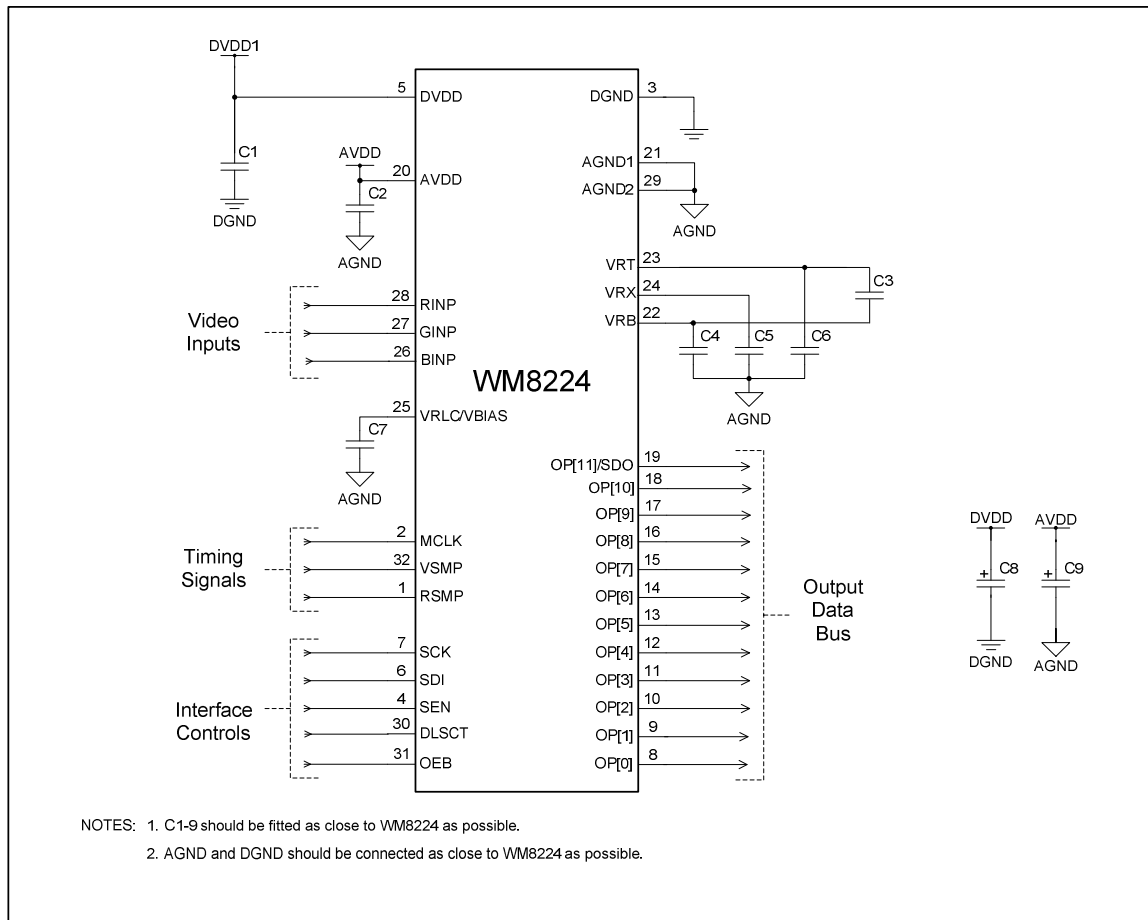 DVDD1
5 DVDD
C1
DGND
AVDD
20 AVDD
C2
AGND
Video
Inputs
28 RINP
27 GINP
26 BINP
25 VRLC/VBIAS
C7
AGND
Timing
Signals
2 MCLK
32 VSMP
1 RSMP
Interface
Controls
7 SCK
6 SDI
4 SEN
30 DLSCT
31 OEB
WM8224
DGND 3
AGND1 21
AGND2 29
AGND
VRT 23
VRX 24
VRB 22
C3
C4 C5 C6
AGND
OP[11]/SDO 19
OP[10] 18
OP[9] 17
OP[8] 16
OP[7] 15
OP[6] 14
OP[5] 13
OP[4] 12
OP[3] 11
OP[2] 10
OP[1] 9
OP[0] 8
Output
Data
Bus
DVDD AVDD
+ C8 + C9
DGND AGND
NOTES: 1. C1-9 should be fitted as close to WM8224 as possible.
2. AGND and DGND should be connected as close to WM8224 as possible.